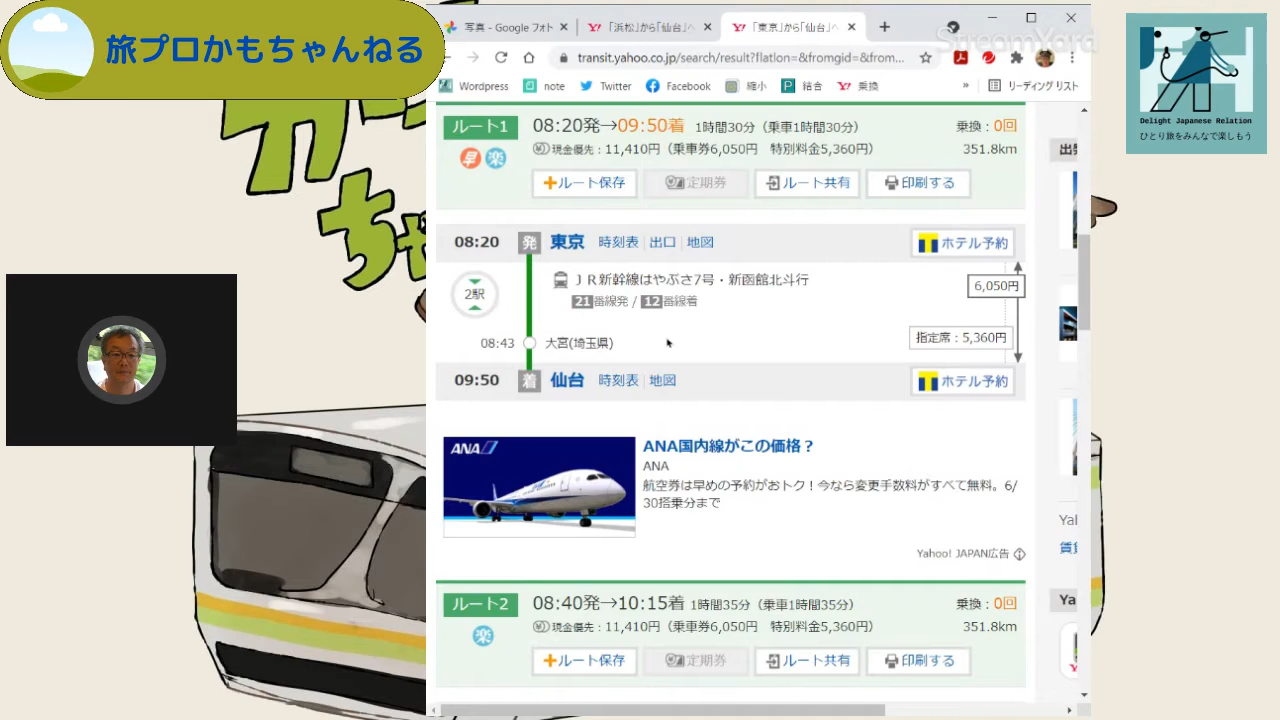 旅プロかもちゃんねる
写真 - Google フォト
「浜松」から「仙台」へ
「東京」から「仙台」へ
StreamYard
transit.yahoo.co.jp/search/result?flatlon=&fromgid=&from...
Wordpress
note
Twitter
Facebook
縮小
結合
乗換
»
リーディング リスト
Delight Japanese Relation
ひとり旅をみんなで楽しもう
ルート1
08:20発→09:50着 1時間30分（乗車1時間30分）
乗換：0回
早 楽
現金優先：11,410円（乗車券6,050円 特別料金5,360円）
351.8km
ルート保存
定期券
ルート共有
印刷する
08:20 発 東京 時刻表 出口 地図
ホテル予約
2駅
ＪＲ新幹線はやぶさ7号・新函館北斗行
21番線発 / 12番線着
6,050円
08:43 大宮(埼玉県)
指定席：5,360円
09:50 着 仙台 時刻表 地図
ホテル予約
ANA
ANA国内線がこの価格？
ANA
航空券は早めの予約がおトク！今なら変更手数料がすべて無料。6/
30搭乗分まで
Yahoo! JAPAN広告
ルート2
08:40発→10:15着 1時間35分（乗車1時間35分）
乗換：0回
楽
現金優先：11,410円（乗車券6,050円 特別料金5,360円）
351.8km
ルート保存
定期券
ルート共有
印刷する
Ya